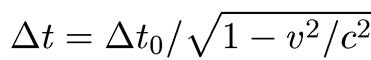 Δt = Δt₀/√(1 − v²/c²)